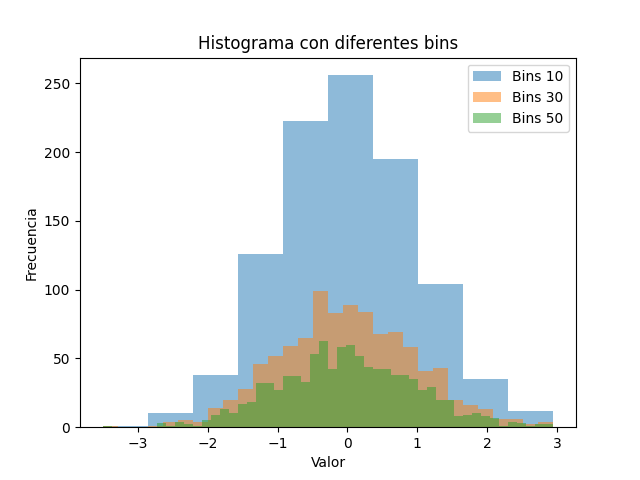 Histograma con diferentes bins
Bins 10
Bins 30
Bins 50
Frecuencia
250
200
150
100
50
0
−3
−2
−1
0
1
2
3
Valor